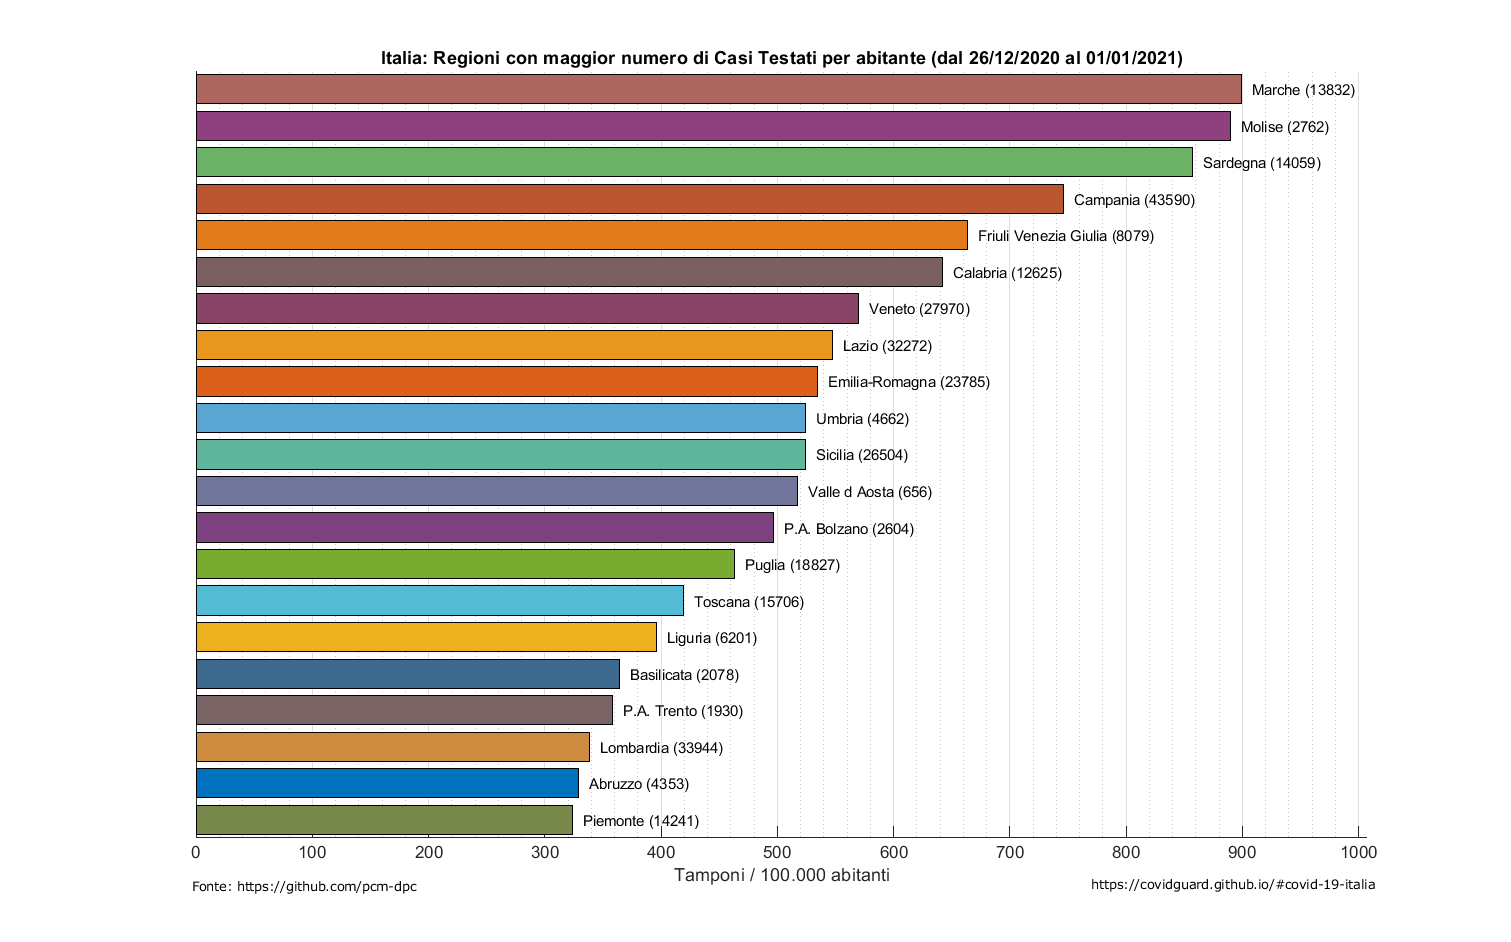 Italia: Regioni con maggior numero di Casi Testati per abitante (dal 26/12/2020 al 01/01/2021)
Marche (13832)
Molise (2762)
Sardegna (14059)
Campania (43590)
Friuli Venezia Giulia (8079)
Calabria (12625)
Veneto (27970)
Lazio (32272)
Emilia-Romagna (23785)
Umbria (4662)
Sicilia (26504)
Valle d Aosta (656)
P.A. Bolzano (2604)
Puglia (18827)
Toscana (15706)
Liguria (6201)
Basilicata (2078)
P.A. Trento (1930)
Lombardia (33944)
Abruzzo (4353)
Piemonte (14241)
0 100 200 300 400 500 600 700 800 900 1000
Tamponi / 100.000 abitanti
Fonte: https://github.com/pcm-dpc
https://covidguard.github.io/#covid-19-italia